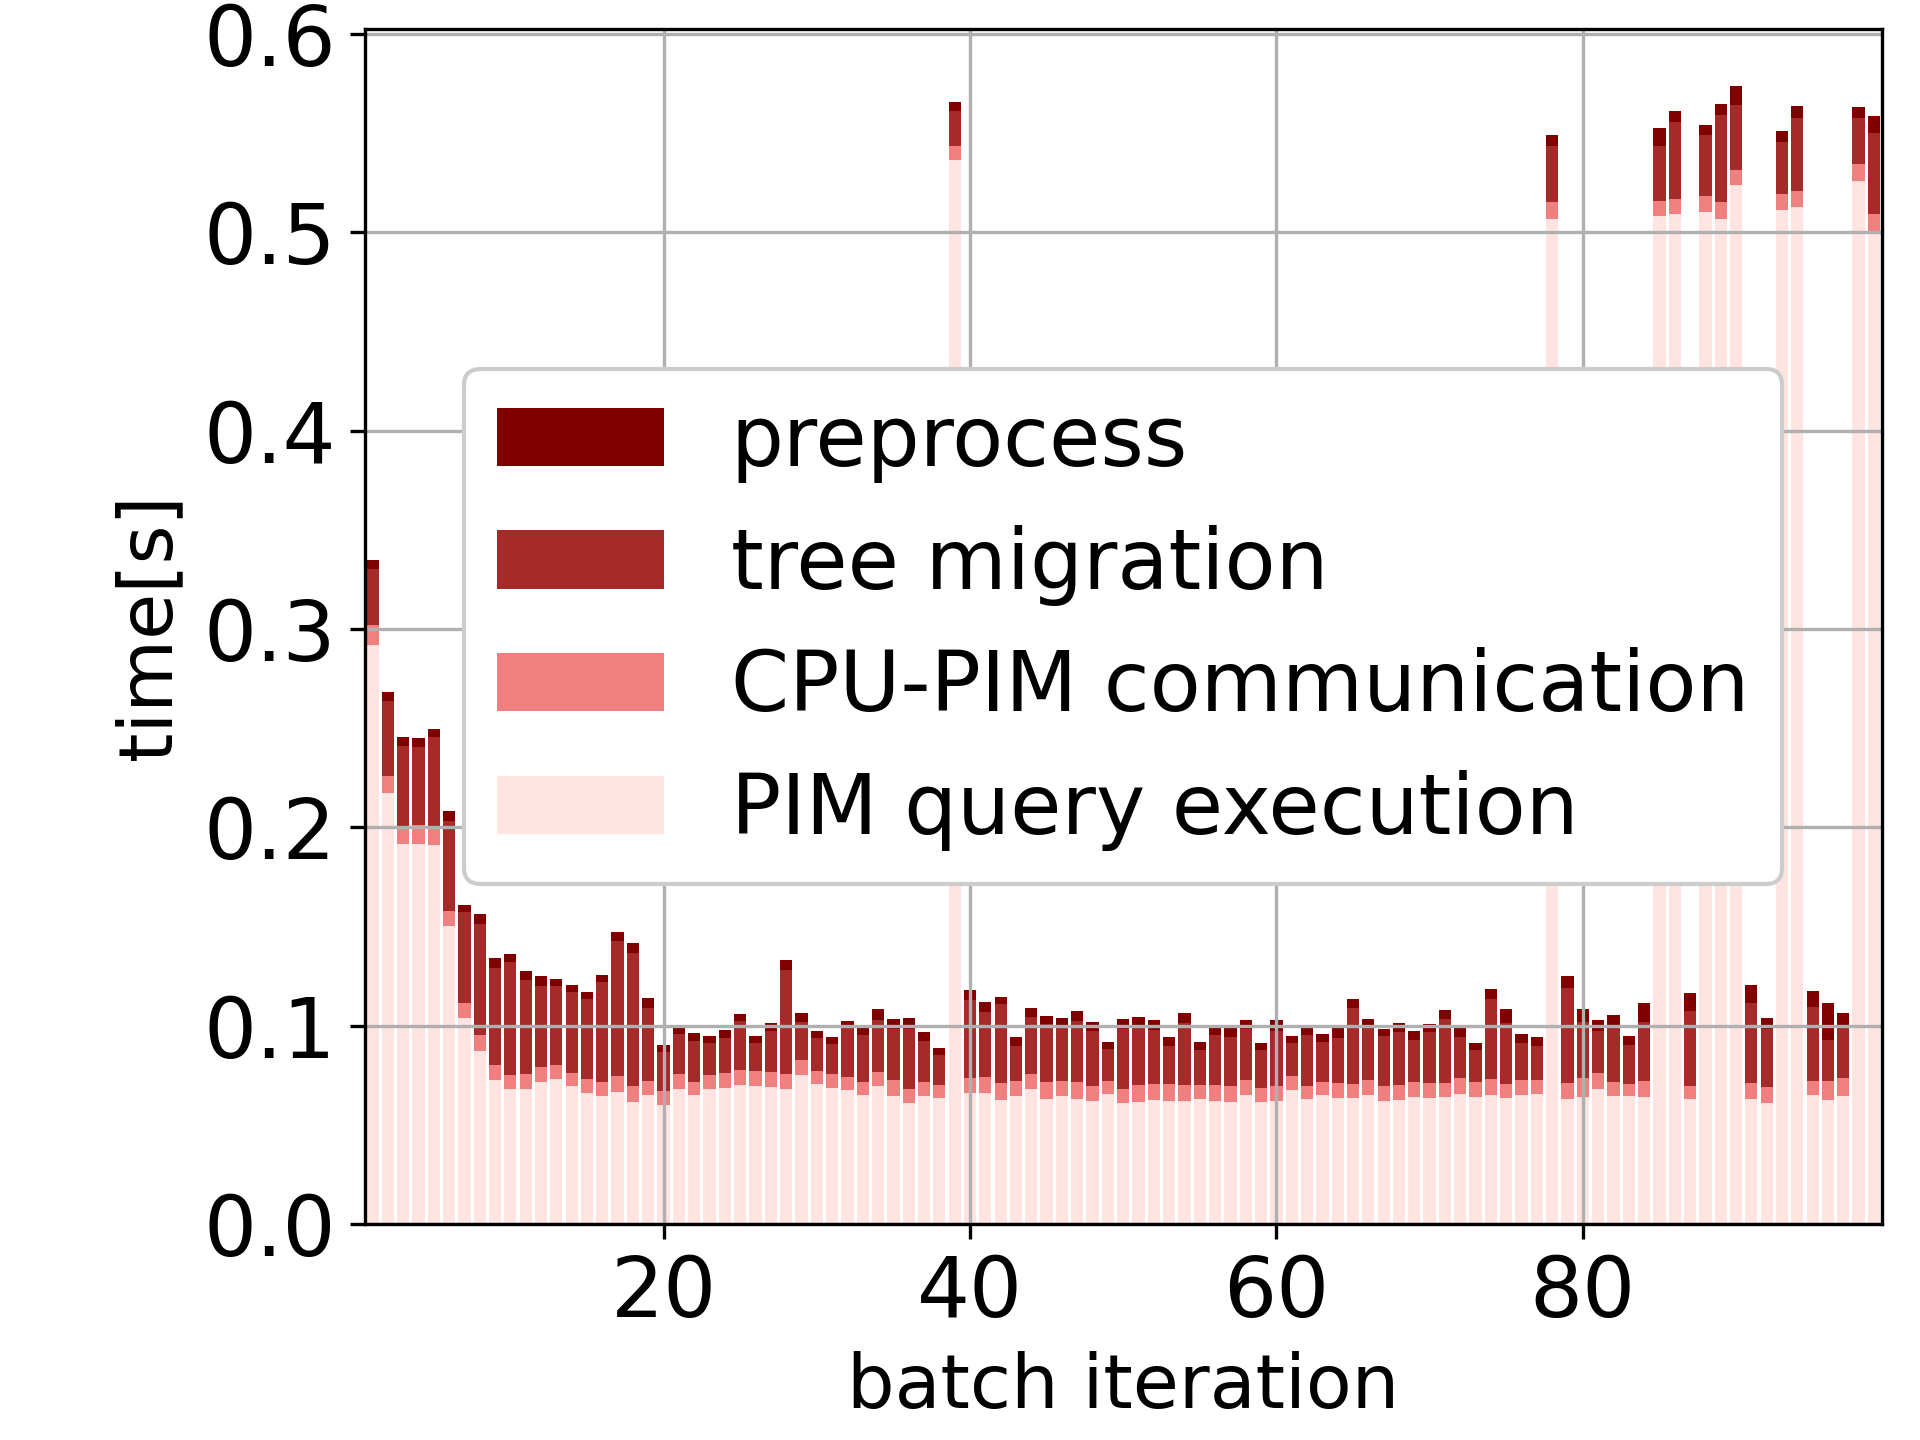 0.6
0.5
0.4
0.3
0.2
0.1
0.0
time[s]
preprocess
tree migration
CPU-PIM communication
PIM query execution
20 40 60 80
batch iteration